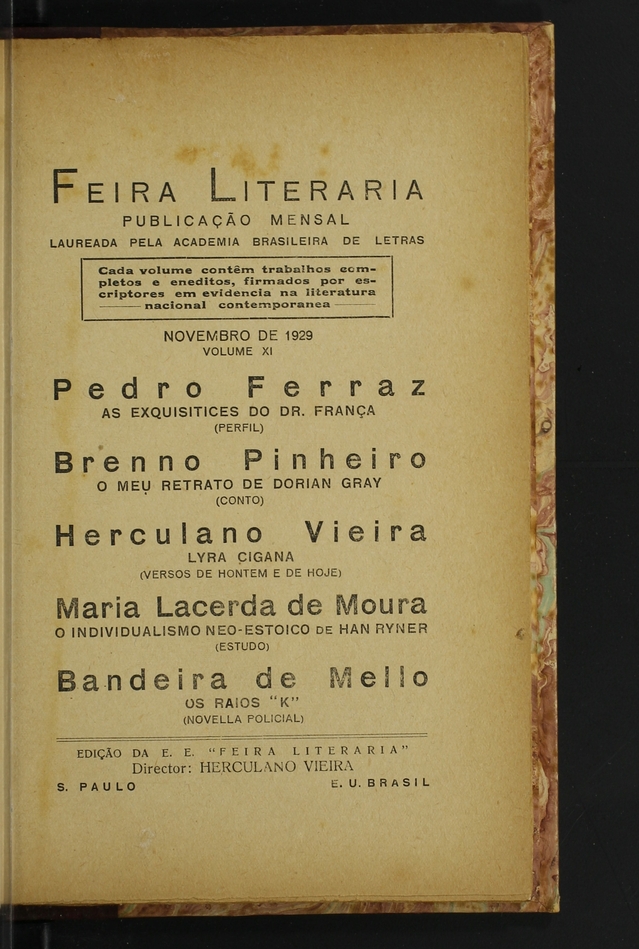 FEIRA LITERARIA
PUBLICAÇÃO MENSAL
LAUREADA PELA ACADEMIA BRASILEIRA DE LETRAS
Cada volume contêm trabalhos com-
pletos e eneditos, firmados por es-
criptores em evidencia na literatura
nacional contemporanea
NOVEMBRO DE 1929
VOLUME XI
Pedro Ferraz
AS EXQUISITICES DO DR. FRANÇA
(PERFIL)
Brenno Pinheiro
O MEU RETRATO DE DORIAN GRAY
(CONTO)
Herculano Vieira
LYRA CIGANA
(VERSOS DE HONTEM E DE HOJE)
Maria Lacerda de Moura
O INDIVIDUALISMO NEO-ESTOICO DE HAN RYNER
(ESTUDO)
Bandeira de Mello
OS RAIOS "K"
(NOVELLA POLICIAL)
EDIÇÃO DA E. E. "FEIRA LITERARIA"
Director: HERCULANO VIEIRA
S. PAULO E. U. BRASIL